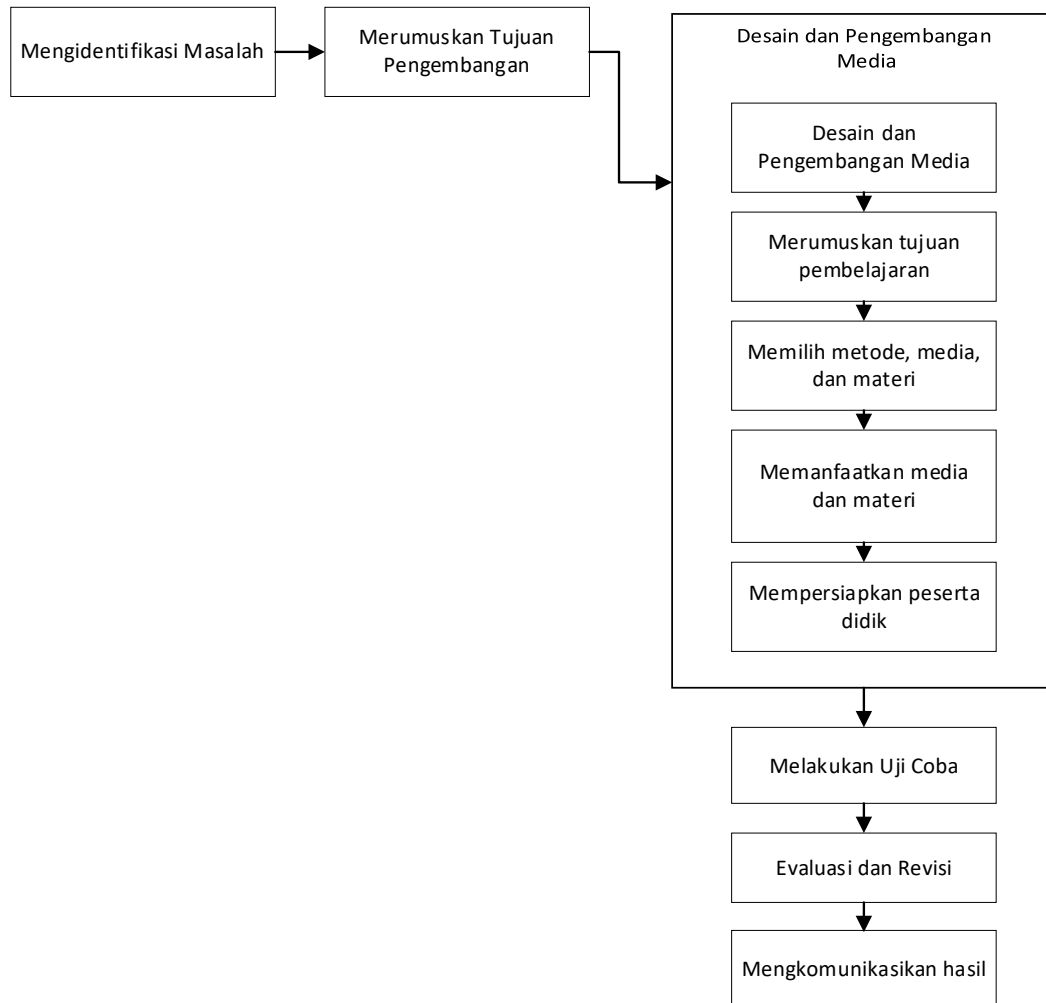 Mengidentifikasi Masalah
Merumuskan Tujuan
Pengembangan
Desain dan Pengembangan
Media
Desain dan
Pengembangan Media
Merumuskan tujuan
pembelajaran
Memilih metode, media,
dan materi
Memanfaatkan media
dan materi
Mempersiapkan peserta
didik
Melakukan Uji Coba
Evaluasi dan Revisi
Mengkomunikasikan hasil